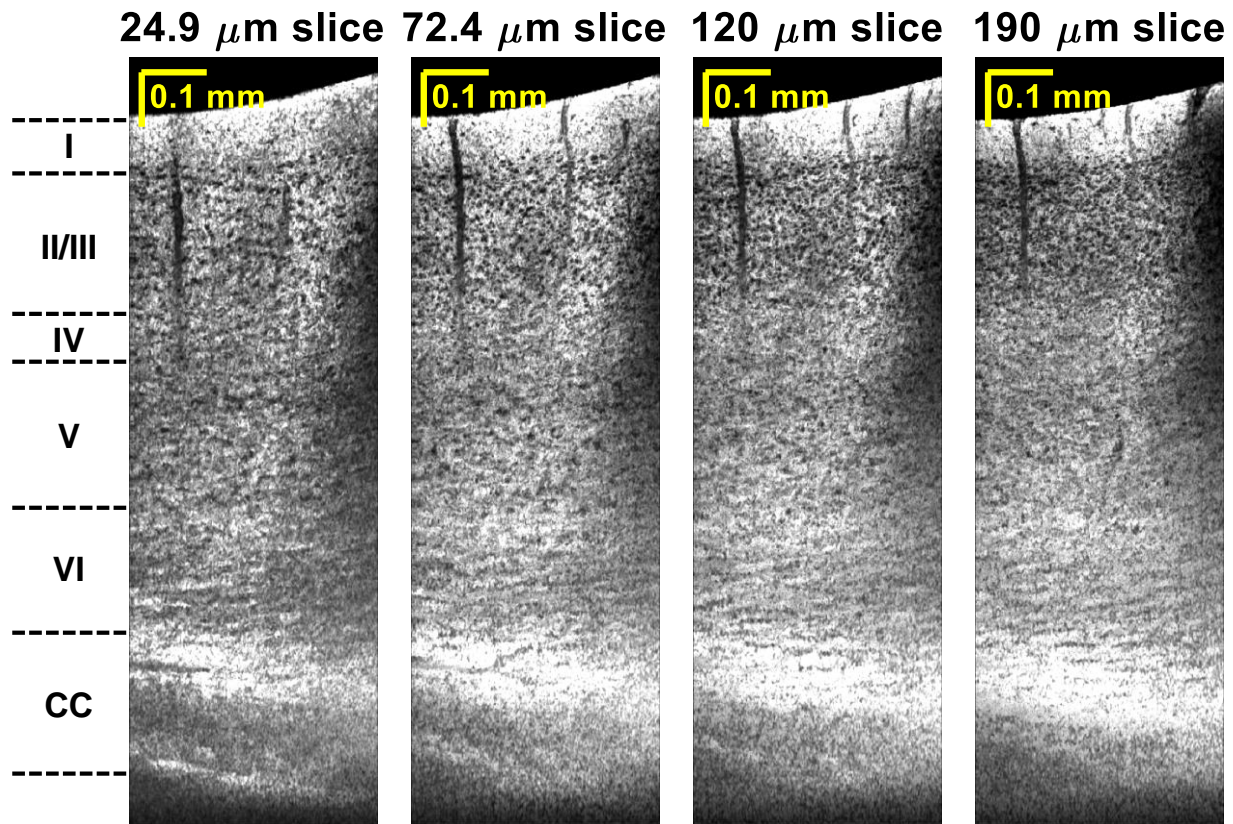 24.9 μm slice 72.4 μm slice 120 μm slice 190 μm slice
0.1 mm 0.1 mm 0.1 mm 0.1 mm
I
II/III
IV
V
VI
CC